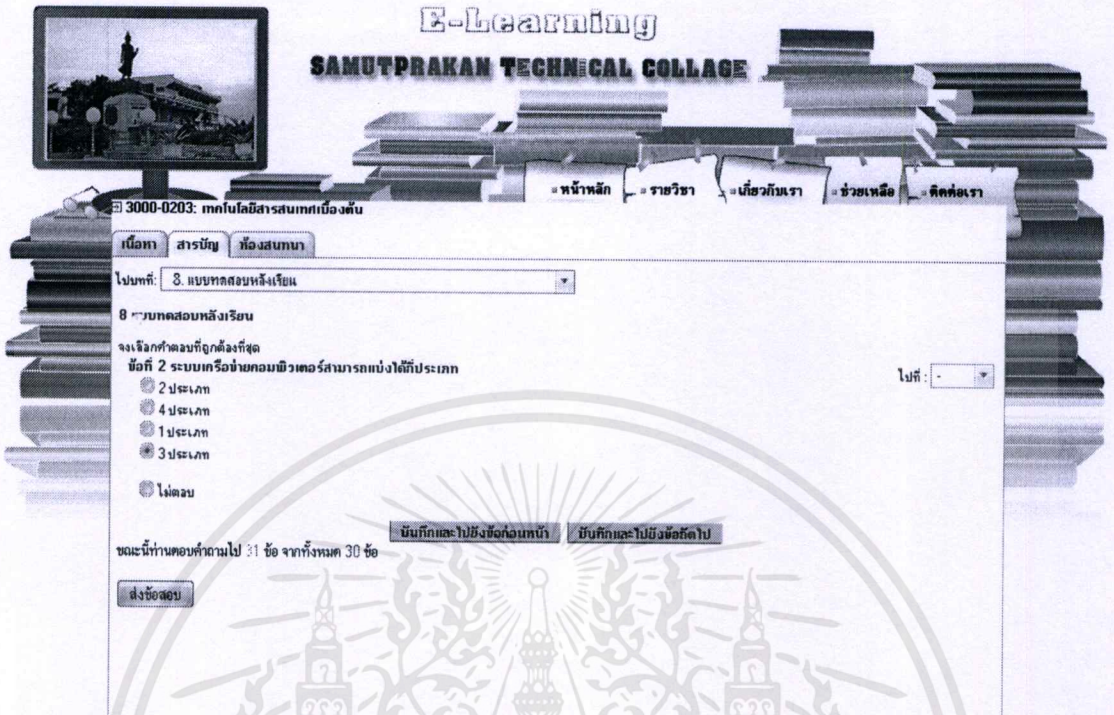 E-Learning
SAMUTPRAKAN TECHNICAL COLLAGE
หน้าหลัก
รายวิชา
เกี่ยวกับเรา
ช่วยเหลือ
ติดต่อเรา
3000-0203: เทคโนโลยีสารสนเทศเบื้องต้น
เนื้อหา สารบัญ ห้องสนทนา
ไปบทที่: 8. แบบทดสอบหลังเรียน
8 แบบทดสอบหลังเรียน
จงเลือกคำตอบที่ถูกต้องที่สุด
ข้อที่ 2 ระบบเครือข่ายคอมพิวเตอร์สามารถแบ่งได้กี่ประเภท
ไปที่ : -
2 ประเภท
4 ประเภท
1 ประเภท
3 ประเภท
ไม่ตอบ
บันทึกและไปยังข้อก่อนหน้า บันทึกและไปยังข้อถัดไป
ขณะนี้ท่านตอบคำถามไป 31 ข้อ จากทั้งหมด 30 ข้อ
ส่งข้อสอบ